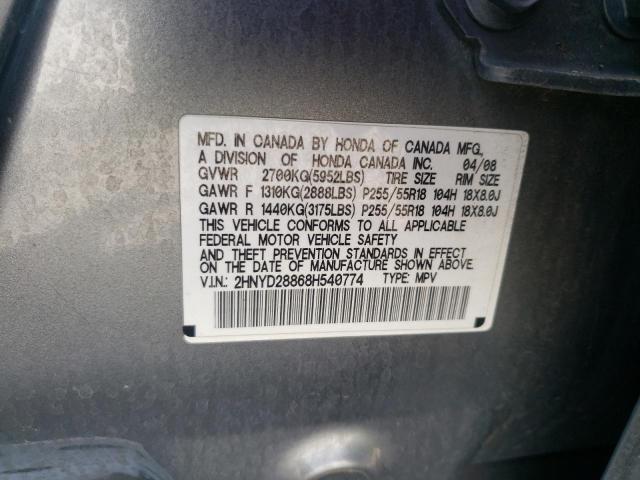 MFD. IN CANADA BY HONDA OF CANADA MFG.
A DIVISION OF HONDA CANADA INC. 04/08
GVWR 2700KG(5952LBS) TIRE SIZE RIM SIZE
GAWR F 1310KG(2888LBS) P255/55R18 104H 18X8.0J
GAWR R 1440KG(3175LBS) P255/55R18 104H 18X8.0J
THIS VEHICLE CONFORMS TO ALL APPLICABLE
FEDERAL MOTOR VEHICLE SAFETY
AND THEFT PREVENTION STANDARDS IN EFFECT
ON THE DATE OF MANUFACTURE SHOWN ABOVE.
V.I.N.: 2HNYD28868H540774 TYPE: MPV